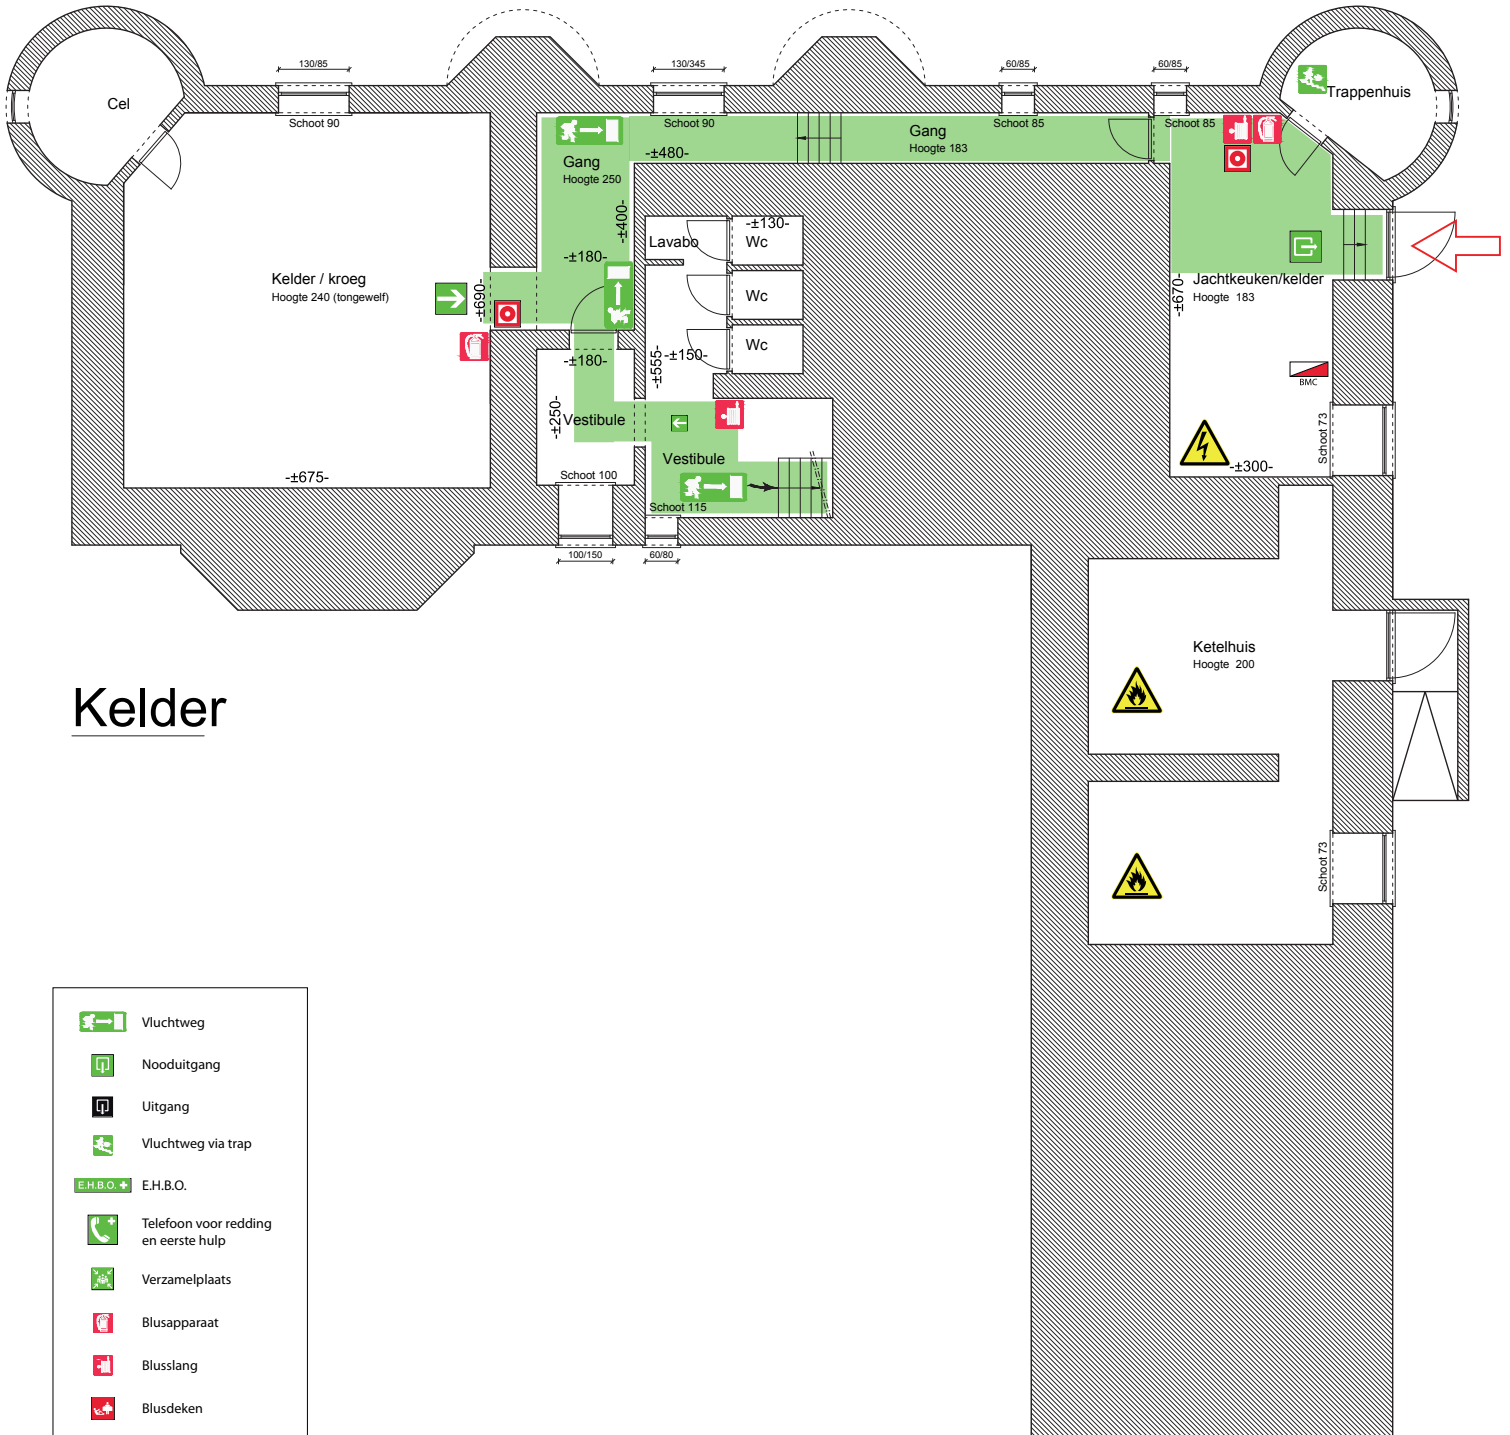 130/85
130/345
60/85
60/85
Cel
Trappenhuis
Schoot 90
Schoot 90
Schoot 85
Schoot 85
Gang
Hoogte 183
Gang
Hoogte 250
-±480-
-±400-
-±130-
Lavabo
Wc
-±180-
Kelder / kroeg
Hoogte 240 (tongewelf)
-±690-
Jachtkeuken/kelder
Hoogte 183
-±670-
Wc
Wc
-±180-
-±555-
-±150-
BMC
-±250-
Vestibule
Vestibule
Schoot 73
-±300-
-±675-
Schoot 100
Schoot 115
100/150
60/80
Ketelhuis
Hoogte 200
Kelder
Schoot 73
Vluchtweg
Nooduitgang
Uitgang
Vluchtweg via trap
E.H.B.O. + E.H.B.O.
Telefoon voor redding
en eerste hulp
Verzamelplaats
Blusapparaat
Blusslang
Blusdeken